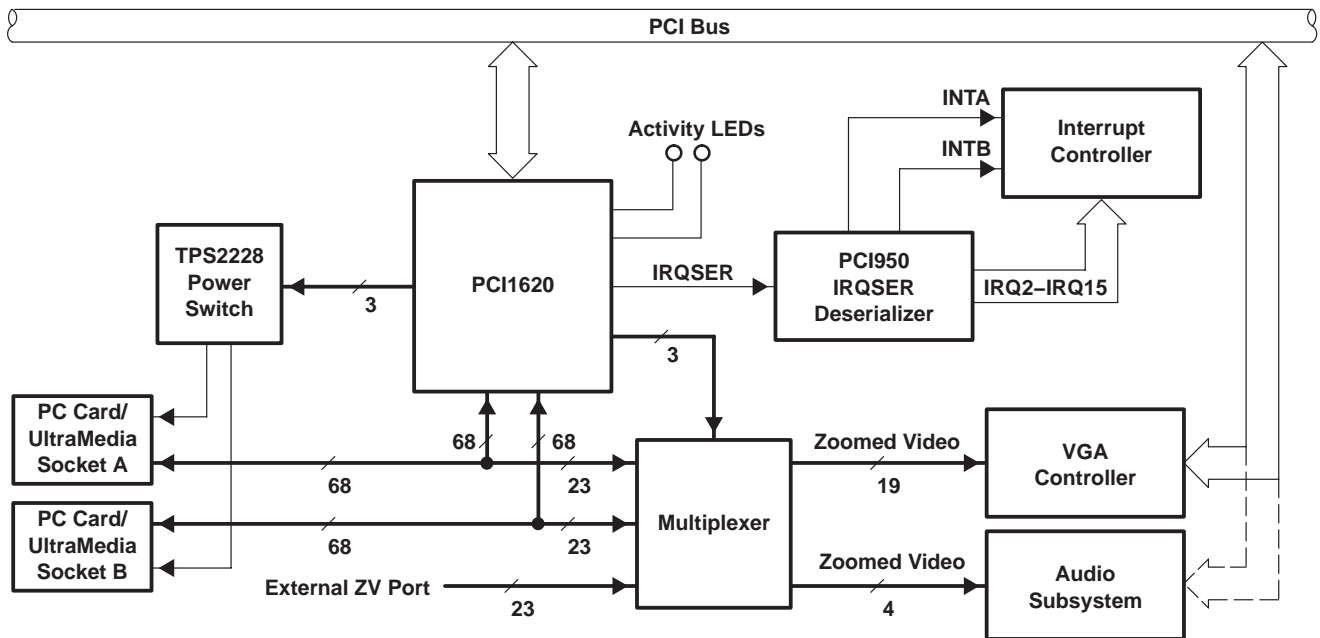 PCI Bus
Activity LEDs
INTA
INTB
Interrupt
Controller
TPS2228
Power
Switch
3
PCI1620
IRQSER
PCI950
IRQSER
Deserializer
IRQ2–IRQ15
3
PC Card/
UltraMedia
Socket A
68
68
68
23
PC Card/
UltraMedia
Socket B
68
23
External ZV Port
23
Multiplexer
Zoomed Video
19
VGA
Controller
Zoomed Video
4
Audio
Subsystem